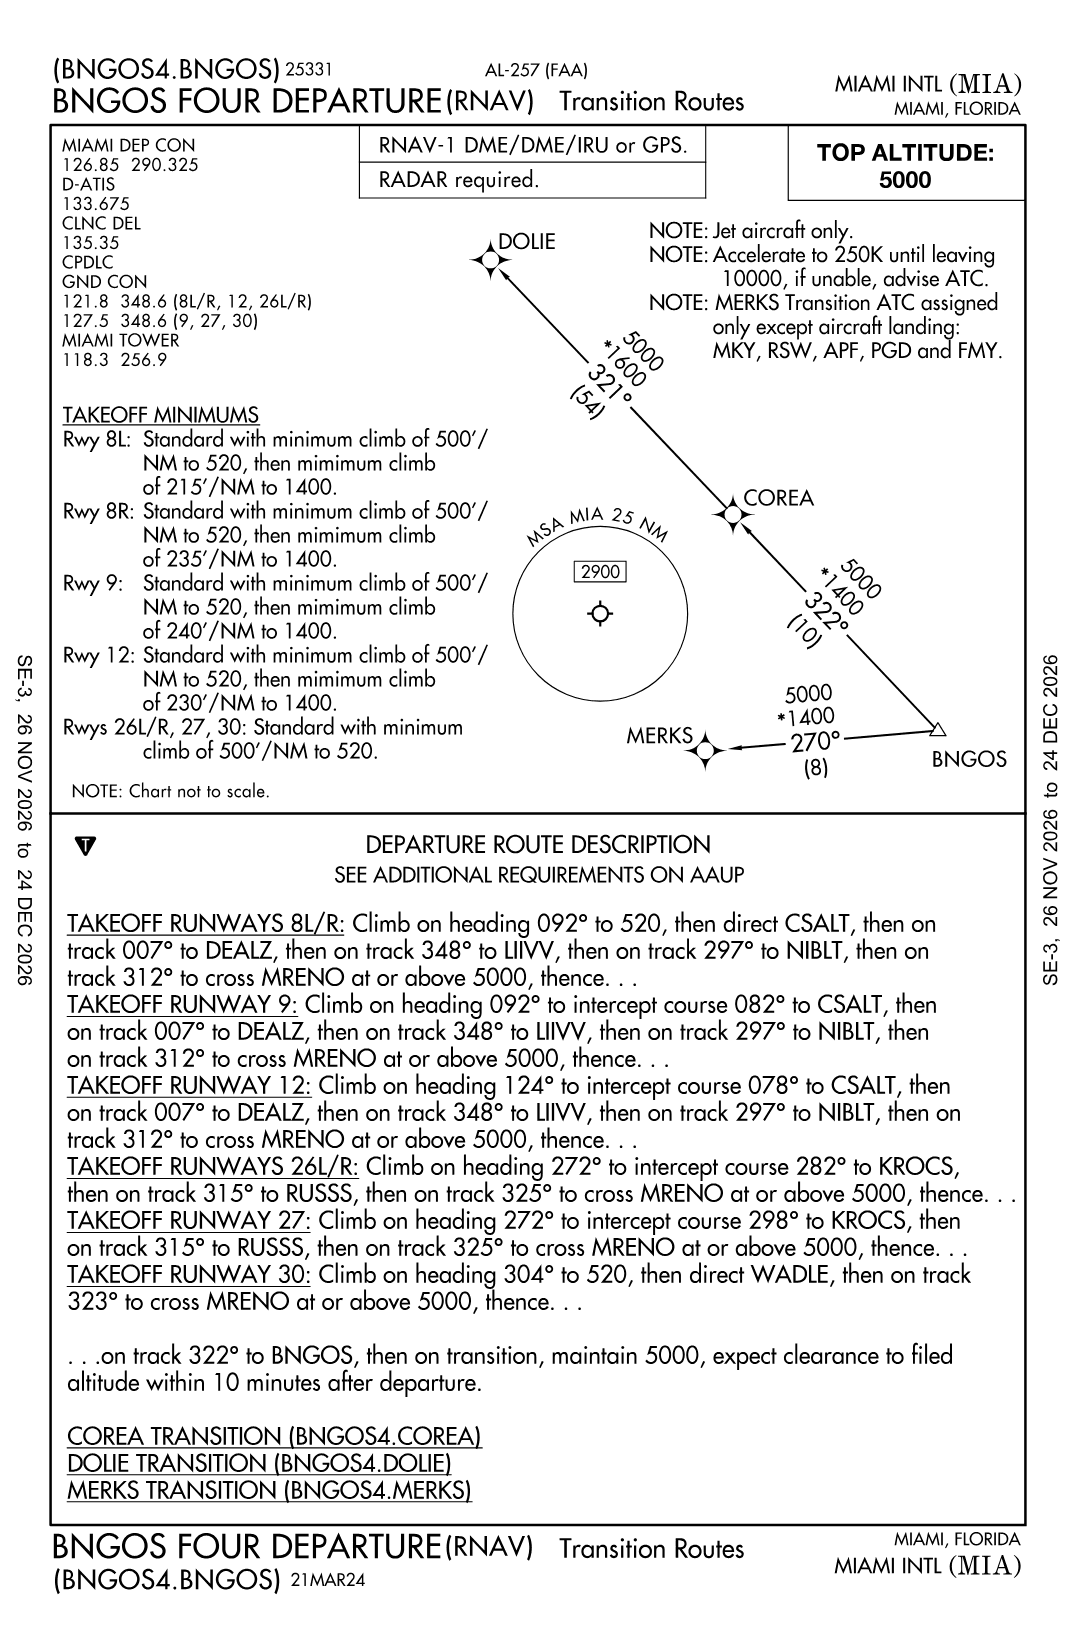 (BNGOS4.BNGOS) 25331
AL-257 (FAA)
MIAMI INTL (MIA)
BNGOS FOUR DEPARTURE (RNAV) Transition Routes
MIAMI, FLORIDA
MIAMI DEP CON
126.85 290.325
D-ATIS
133.675
CLNC DEL
135.35
CPDLC
GND CON
121.8 348.6 (8L/R, 12, 26L/R)
127.5 348.6 (9, 27, 30)
MIAMI TOWER
118.3 256.9
RNAV-1 DME/DME/IRU or GPS.
RADAR required.
TOP ALTITUDE:
5000
NOTE: Jet aircraft only.
NOTE: Accelerate to 250K until leaving
10000, if unable, advise ATC.
NOTE: MERKS Transition ATC assigned
only except aircraft landing:
MKY, RSW, APF, PGD and FMY.
DOLIE
5000
*1600
321°
(54)
COREA
5000
*1400
322°
(10)
MSA MIA 25 NM
2900
5000
*1400
270°
(8)
MERKS
BNGOS
TAKEOFF MINIMUMS
Rwy 8L: Standard with minimum climb of 500'/
NM to 520, then mimimum climb
of 215'/NM to 1400.
Rwy 8R: Standard with minimum climb of 500'/
NM to 520, then mimimum climb
of 235'/NM to 1400.
Rwy 9: Standard with minimum climb of 500'/
NM to 520, then mimimum climb
of 240'/NM to 1400.
Rwy 12: Standard with minimum climb of 500'/
NM to 520, then mimimum climb
of 230'/NM to 1400.
Rwys 26L/R, 27, 30: Standard with minimum
climb of 500'/NM to 520.
NOTE: Chart not to scale.
SE-3, 26 NOV 2026 to 24 DEC 2026
SE-3, 26 NOV 2026 to 24 DEC 2026
T
DEPARTURE ROUTE DESCRIPTION
SEE ADDITIONAL REQUIREMENTS ON AAUP
TAKEOFF RUNWAYS 8L/R: Climb on heading 092° to 520, then direct CSALT, then on
track 007° to DEALZ, then on track 348° to LIIVV, then on track 297° to NIBLT, then on
track 312° to cross MRENO at or above 5000, thence. . .
TAKEOFF RUNWAY 9: Climb on heading 092° to intercept course 082° to CSALT, then
on track 007° to DEALZ, then on track 348° to LIIVV, then on track 297° to NIBLT, then
on track 312° to cross MRENO at or above 5000, thence. . .
TAKEOFF RUNWAY 12: Climb on heading 124° to intercept course 078° to CSALT, then
on track 007° to DEALZ, then on track 348° to LIIVV, then on track 297° to NIBLT, then on
track 312° to cross MRENO at or above 5000, thence. . .
TAKEOFF RUNWAYS 26L/R: Climb on heading 272° to intercept course 282° to KROCS,
then on track 315° to RUSSS, then on track 325° to cross MRENO at or above 5000, thence. . .
TAKEOFF RUNWAY 27: Climb on heading 272° to intercept course 298° to KROCS, then
on track 315° to RUSSS, then on track 325° to cross MRENO at or above 5000, thence. . .
TAKEOFF RUNWAY 30: Climb on heading 304° to 520, then direct WADLE, then on track
323° to cross MRENO at or above 5000, thence. . .
. . .on track 322° to BNGOS, then on transition, maintain 5000, expect clearance to filed
altitude within 10 minutes after departure.
COREA TRANSITION (BNGOS4.COREA)
DOLIE TRANSITION (BNGOS4.DOLIE)
MERKS TRANSITION (BNGOS4.MERKS)
BNGOS FOUR DEPARTURE (RNAV) Transition Routes
MIAMI, FLORIDA
(BNGOS4.BNGOS) 21MAR24
MIAMI INTL (MIA)